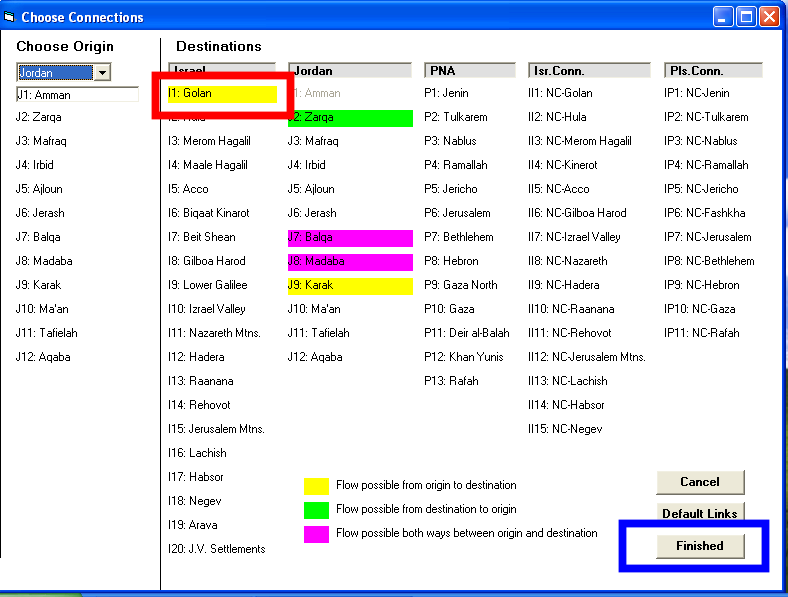 Choose Connections
Choose Origin
Jordan
J1: Amman
J2: Zarqa
J3: Mafraq
J4: Irbid
J5: Ajloun
J6: Jerash
J7: Balqa
J8: Madaba
J9: Karak
J10: Ma'an
J11: Tafielah
J12: Aqaba
Destinations
Israel
I1: Golan
I2: Hula
I3: Merom Hagalil
I4: Maale Hagalil
I5: Acco
I6: Biqaat Kinarot
I7: Beit Shean
I8: Gilboa Harod
I9: Lower Galilee
I10: Izrael Valley
I11: Nazareth Mtns.
I12: Hadera
I13: Raanana
I14: Rehovot
I15: Jerusalem Mtns.
I16: Lachish
I17: Habsor
I18: Negev
I19: Arava
I20: J.V. Settlements
Jordan
J1: Amman
J2: Zarqa
J3: Mafraq
J4: Irbid
J5: Ajloun
J6: Jerash
J7: Balqa
J8: Madaba
J9: Karak
J10: Ma'an
J11: Tafielah
J12: Aqaba
PNA
P1: Jenin
P2: Tulkarem
P3: Nablus
P4: Ramallah
P5: Jericho
P6: Jerusalem
P7: Bethlehem
P8: Hebron
P9: Gaza North
P10: Gaza
P11: Deir al-Balah
P12: Khan Yunis
P13: Rafah
Isr.Conn.
II1: NC-Golan
II2: NC-Hula
II3: NC-Merom Hagalil
II4: NC-Kinerot
II5: NC-Acco
II6: NC-Gilboa Harod
II7: NC-Izrael Valley
II8: NC-Nazareth
II9: NC-Hadera
II10: NC-Raanana
II11: NC-Rehovot
II12: NC-Jerusalem Mtns.
II13: NC-Lachish
II14: NC-Habsor
II15: NC-Negev
Pls.Conn.
IP1: NC-Jenin
IP2: NC-Tulkarem
IP3: NC-Nablus
IP4: NC-Ramallah
IP5: NC-Jericho
IP6: NC-Fashkha
IP7: NC-Jerusalem
IP8: NC-Bethlehem
IP9: NC-Hebron
IP10: NC-Gaza
IP11: NC-Rafah
Flow possible from origin to destination
Flow possible from destination to origin
Flow possible both ways between origin and destination
Cancel
Default Links
Finished